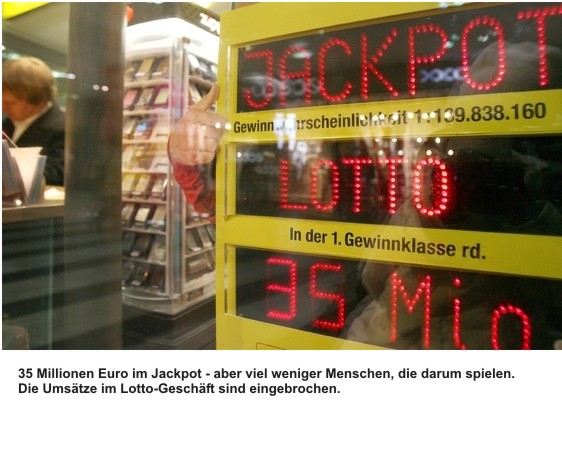 JACKPOT
Gewinnwahrscheinlichkeit 1:139.838.160
LOTTO
In der 1. Gewinnklasse rd.
35 Mio
35 Millionen Euro im Jackpot - aber viel weniger Menschen, die darum spielen.
Die Umsätze im Lotto-Geschäft sind eingebrochen.